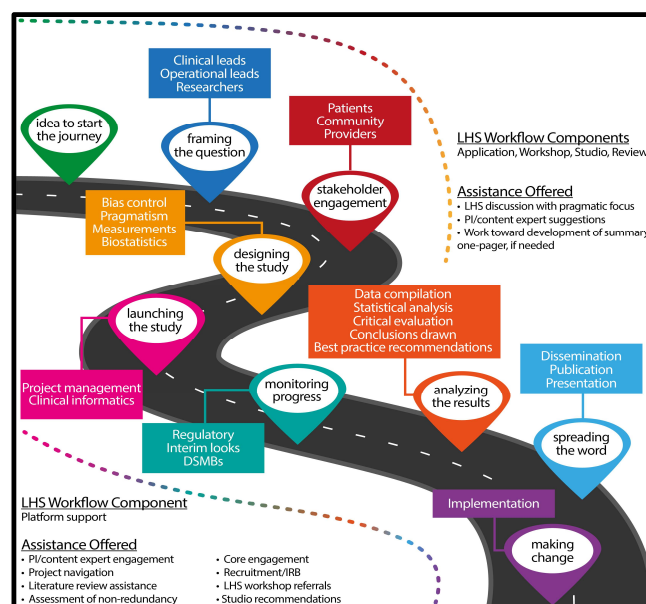 Clinical leads
Operational leads
Researchers
idea to start
the journey
framing
the question
Patients
Community
Providers
stakeholder
engagement
LHS Workflow Components
Application, Workshop, Studio, Review
Assistance Offered
• LHS discussion with pragmatic focus
• PI/content expert suggestions
• Work toward development of summary
one-pager, if needed
Bias control
Pragmatism
Measurements
Biostatistics
designing
the study
launching
the study
Project management
Clinical informatics
monitoring
progress
Regulatory
Interim looks
DSMBs
Data compilation
Statistical analysis
Critical evaluation
Conclusions drawn
Best practice recommendations
analyzing
the results
Dissemination
Publication
Presentation
spreading
the word
Implementation
making
change
LHS Workflow Component
Platform support
Assistance Offered
• PI/content expert engagement
• Project navigation
• Literature review assistance
• Assessment of non-redundancy
• Core engagement
• Recruitment/IRB
• LHS workshop referrals
• Studio recommendations